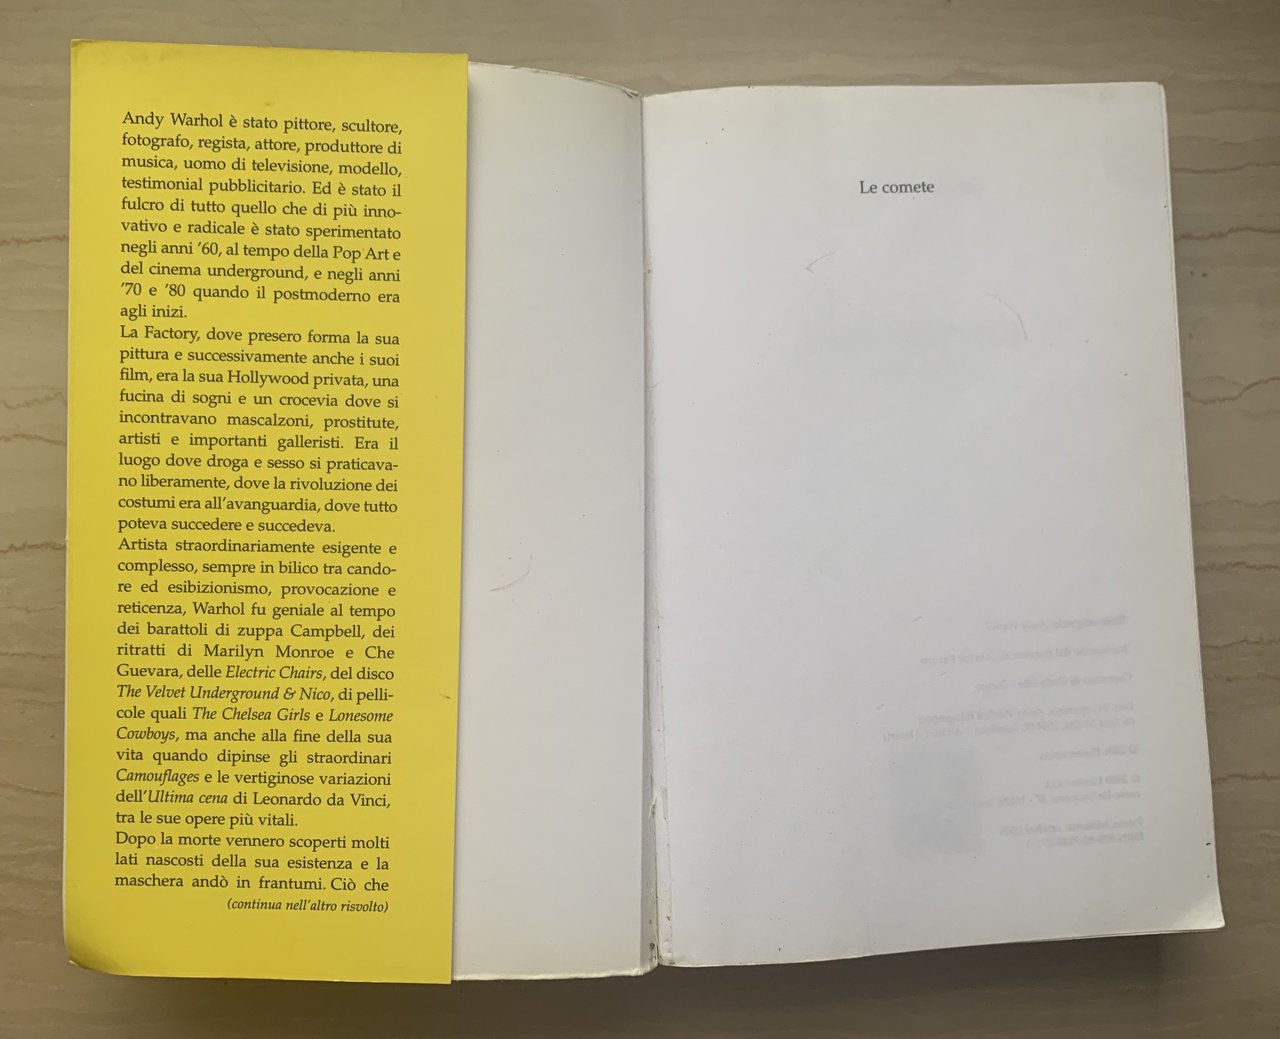 Andy Warhol è stato pittore, scultore,
fotografo, regista, attore, produttore di
musica, uomo di televisione, modello,
testimonial pubblicitario. Ed è stato il
fulcro di tutto quello che di più inno-
vativo e radicale è stato sperimentato
negli anni ’60, al tempo della Pop Art e
del cinema underground, e negli anni
’70 e ’80 quando il postmoderno era
agli inizi.
La Factory, dove presero forma la sua
pittura e successivamente anche i suoi
film, era la sua Hollywood privata, una
fucina di sogni e un crocevia dove si
incontravano mascalzoni, prostitute,
artisti e importanti galleristi. Era il
luogo dove droga e sesso si praticava-
no liberamente, dove la rivoluzione dei
costumi era all’avanguardia, dove tutto
poteva succedere e succedeva.
Artista straordinariamente esigente e
complesso, sempre in bilico tra cando-
re ed esibizionismo, provocazione e
reticenza, Warhol fu geniale al tempo
dei barattoli di zuppa Campbell, dei
ritratti di Marilyn Monroe e Che
Guevara, delle Electric Chairs, del disco
The Velvet Underground & Nico, di pelli-
cole quali The Chelsea Girls e Lonesome
Cowboys, ma anche alla fine della sua
vita quando dipinse gli straordinari
Camouflages e le vertiginose variazioni
dell’Ultima cena di Leonardo da Vinci,
tra le sue opere più vitali.
Dopo la morte vennero scoperti molti
lati nascosti della sua esistenza e la
maschera andò in frantumi. Ciò che
(continua nell’altro risvolto)
Le comete